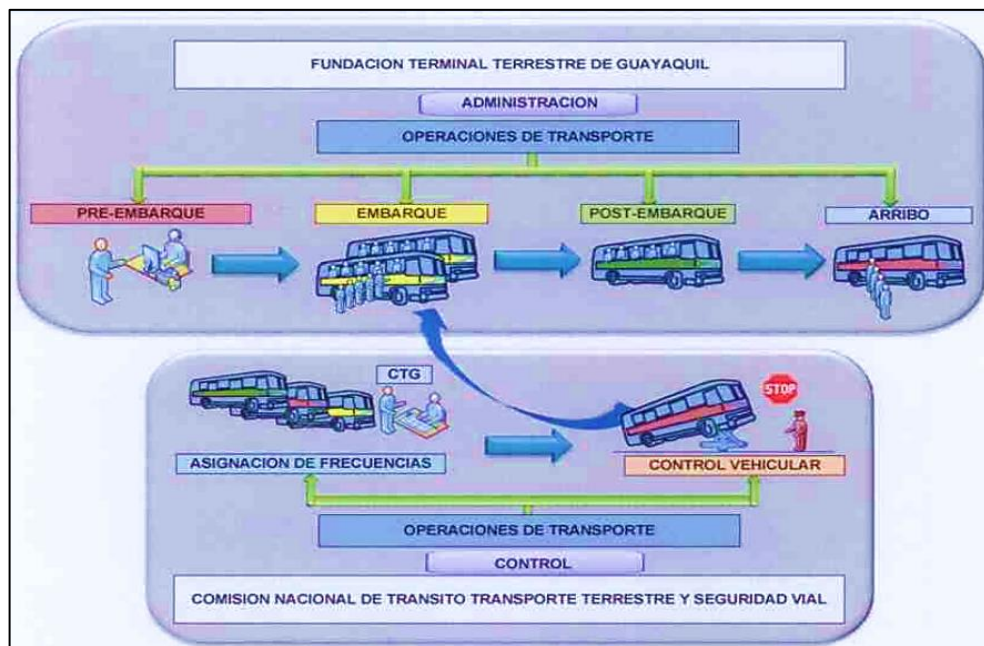 FUNDACION TERMINAL TERRESTRE DE GUAYAQUIL
ADMINISTRACION
OPERACIONES DE TRANSPORTE
PRE-EMBARQUE
EMBARQUE
POST-EMBARQUE
ARRIBO
CTG
STOP
ASIGNACION DE FRECUENCIAS
CONTROL VEHICULAR
OPERACIONES DE TRANSPORTE
CONTROL
COMISION NACIONAL DE TRANSITO TRANSPORTE TERRESTRE Y SEGURIDAD VIAL